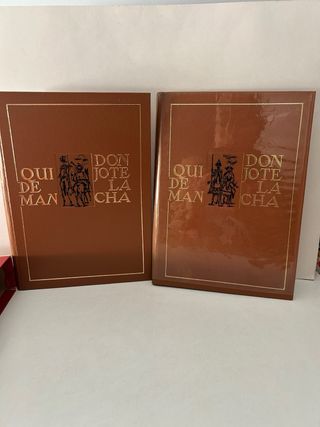 DON
QUI JOTE
DE LA
MAN CHA
DON
QUI JOTE
DE LA
MAN CHA